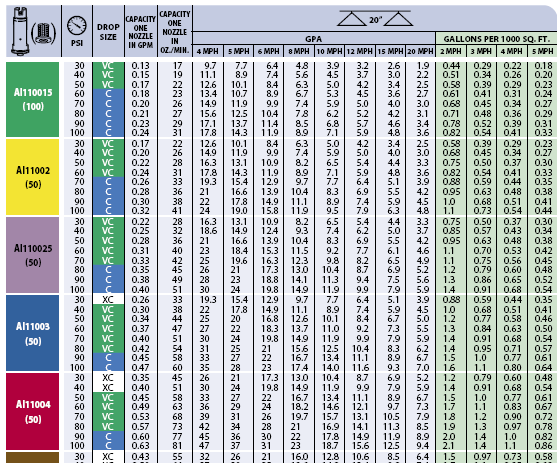 20"
PSI DROP SIZE CAPACITY ONE NOZZLE IN GPM CAPACITY ONE NOZZLE IN OZ./MIN. GPA GALLONS PER 1000 SQ. FT.
4 MPH 5 MPH 6 MPH 8 MPH 10 MPH 12 MPH 15 MPH 20 MPH 2 MPH 3 MPH 4 MPH 5 MPH
AI110015 (100)
30 VC 0.13 17 9.7 7.7 6.4 4.8 3.9 3.2 2.6 1.9 0.44 0.29 0.22 0.18
40 VC 0.15 19 11.1 8.9 7.4 5.6 4.5 3.7 3.0 2.2 0.51 0.34 0.26 0.20
50 VC 0.17 22 12.6 10.1 8.4 6.3 5.0 4.2 3.4 2.5 0.58 0.39 0.29 0.23
60 C 0.18 23 13.4 10.7 8.9 6.7 5.3 4.5 3.6 2.7 0.61 0.41 0.31 0.24
70 C 0.20 26 14.9 11.9 9.9 7.4 5.9 5.0 4.0 3.0 0.68 0.45 0.34 0.27
80 C 0.21 27 15.6 12.5 10.4 7.8 6.2 5.2 4.2 3.1 0.71 0.48 0.36 0.29
90 C 0.23 29 17.1 13.7 11.4 8.5 6.8 5.7 4.6 3.4 0.78 0.52 0.39 0.31
100 C 0.24 31 17.8 14.3 11.9 8.9 7.1 5.9 4.8 3.6 0.82 0.54 0.41 0.33
AI11002 (50)
30 VC 0.17 22 12.6 10.1 8.4 6.3 5.0 4.2 3.4 2.5 0.58 0.39 0.29 0.23
40 VC 0.20 26 14.9 11.9 9.9 7.4 5.9 5.0 4.0 3.0 0.68 0.45 0.34 0.27
50 VC 0.22 28 16.3 13.1 10.9 8.2 6.5 5.4 4.4 3.3 0.75 0.50 0.37 0.30
60 VC 0.24 31 17.8 14.3 11.9 8.9 7.1 5.9 4.8 3.6 0.82 0.54 0.41 0.33
70 C 0.26 33 19.3 15.4 12.9 9.7 7.7 6.4 5.1 3.9 0.88 0.59 0.44 0.35
80 C 0.28 36 21 16.6 13.9 10.4 8.3 6.9 5.5 4.2 0.95 0.63 0.48 0.38
90 C 0.30 38 22 17.8 14.9 11.1 8.9 7.4 5.9 4.5 1.0 0.68 0.51 0.41
100 C 0.32 41 24 19.0 15.8 11.9 9.5 7.9 6.3 4.8 1.1 0.73 0.54 0.44
AI110025 (50)
30 VC 0.22 28 16.3 13.1 10.9 8.2 6.5 5.4 4.4 3.3 0.75 0.50 0.37 0.30
40 VC 0.25 32 18.6 14.9 12.4 9.3 7.4 6.2 5.0 3.7 0.85 0.57 0.43 0.34
50 VC 0.28 36 21 16.6 13.9 10.4 8.3 6.9 5.5 4.2 0.95 0.63 0.48 0.38
60 VC 0.31 40 23 18.4 15.3 11.5 9.2 7.7 6.1 4.6 1.1 0.70 0.53 0.42
70 VC 0.33 42 25 19.6 16.3 12.3 9.8 8.2 6.5 4.9 1.1 0.75 0.56 0.45
80 C 0.35 45 26 21 17.3 13.0 10.4 8.7 6.9 5.2 1.2 0.79 0.60 0.48
90 C 0.38 49 28 23 18.8 14.1 11.3 9.4 7.5 5.6 1.3 0.86 0.65 0.52
100 C 0.40 51 30 24 19.8 14.9 11.9 9.9 7.9 5.9 1.4 0.91 0.68 0.54
AI11003 (50)
30 XC 0.26 33 19.3 15.4 12.9 9.7 7.7 6.4 5.1 3.9 0.88 0.59 0.44 0.35
40 VC 0.30 38 22 17.8 14.9 11.1 8.9 7.4 5.9 4.5 1.0 0.68 0.51 0.41
50 VC 0.34 44 25 20 16.8 12.6 10.1 8.4 6.7 5.0 1.2 0.77 0.58 0.46
60 VC 0.37 47 27 22 18.3 13.7 11.0 9.2 7.3 5.5 1.3 0.84 0.63 0.50
70 VC 0.40 51 30 24 19.8 14.9 11.9 9.9 7.9 5.9 1.4 0.91 0.68 0.54
80 VC 0.42 54 31 25 21 15.6 12.5 10.4 8.3 6.2 1.4 0.95 0.71 0.57
90 C 0.45 58 33 27 22 16.7 13.4 11.1 8.9 6.7 1.5 1.0 0.77 0.61
100 C 0.47 60 35 28 23 17.4 14.0 11.6 9.3 7.0 1.6 1.1 0.80 0.64
AI11004 (50)
30 XC 0.35 45 26 21 17.3 13.0 10.4 8.7 6.9 5.2 1.2 0.79 0.60 0.48
40 XC 0.40 51 30 24 19.8 14.9 11.9 9.9 7.9 5.9 1.4 0.91 0.68 0.54
50 VC 0.45 58 33 27 22 16.7 13.4 11.1 8.9 6.7 1.5 1.0 0.77 0.61
60 VC 0.49 63 36 29 24 18.2 14.6 12.1 9.7 7.3 1.7 1.1 0.83 0.67
70 VC 0.53 68 39 31 26 19.7 15.7 13.1 10.5 7.9 1.8 1.2 0.90 0.72
80 VC 0.57 73 42 34 28 21 16.9 14.1 11.3 8.5 1.9 1.3 0.97 0.78
90 C 0.60 77 45 36 30 22 17.8 14.9 11.9 8.9 2.0 1.4 1.0 0.82
100 C 0.63 81 47 37 31 23 18.7 15.6 12.5 9.4 2.1 1.4 1.1 0.86
30 XC 0.43 55 32 26 21 16.0 12.8 10.6 8.5 6.4 1.5 0.97 0.73 0.58